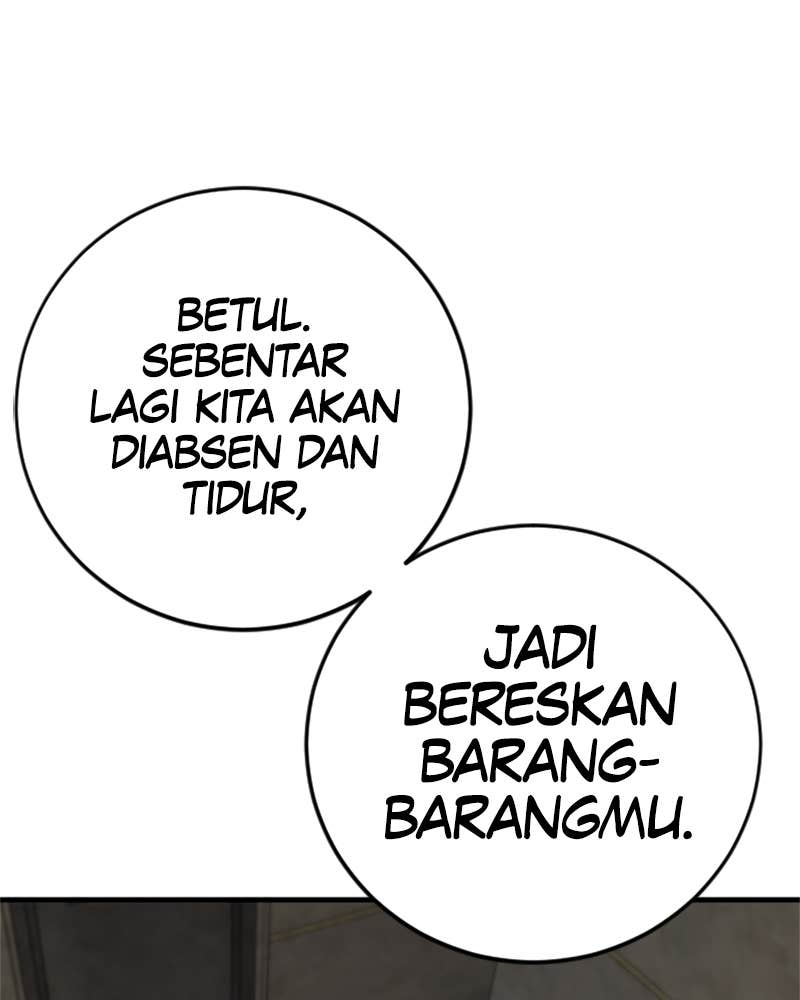 BETUL.
SEBENTAR
LAGI KITA AKAN
DIABSEN DAN
TIDUR,
JADI
BERESKAN
BARANG-
BARANGMU.